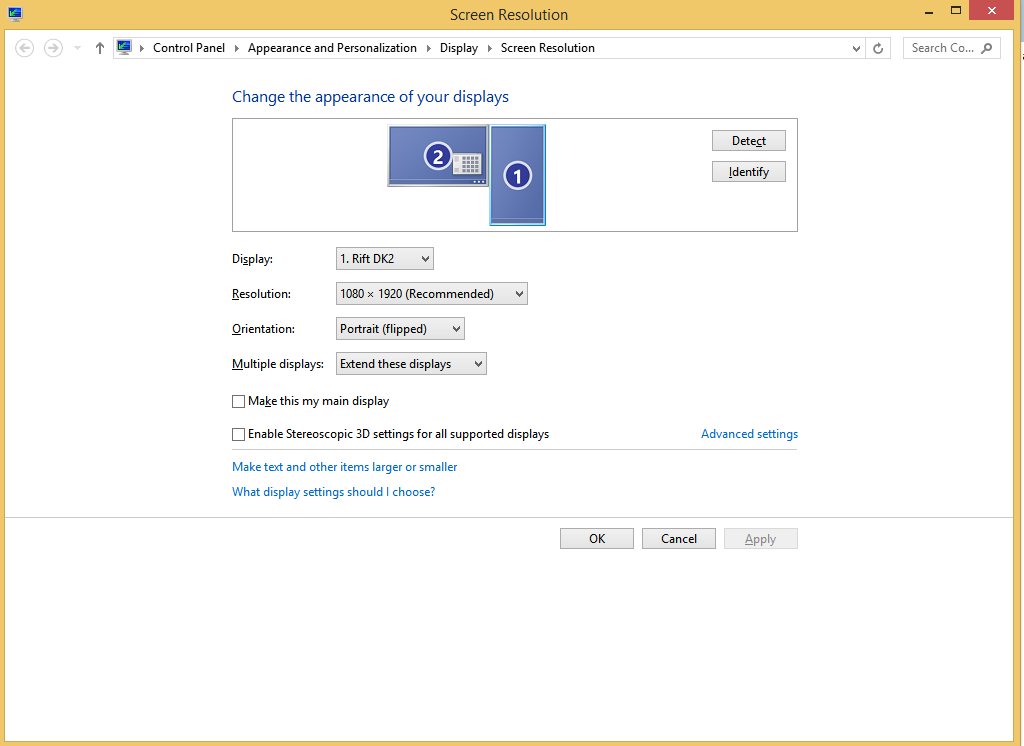 Screen Resolution
Control Panel Appearance and Personalization Display Screen Resolution Search Co...
Change the appearance of your displays
2
1
Detect
Identify
Display: 1. Rift DK2
Resolution: 1080 × 1920 (Recommended)
Orientation: Portrait (flipped)
Multiple displays: Extend these displays
Make this my main display
Enable Stereoscopic 3D settings for all supported displays Advanced settings
Make text and other items larger or smaller
What display settings should I choose?
OK Cancel Apply